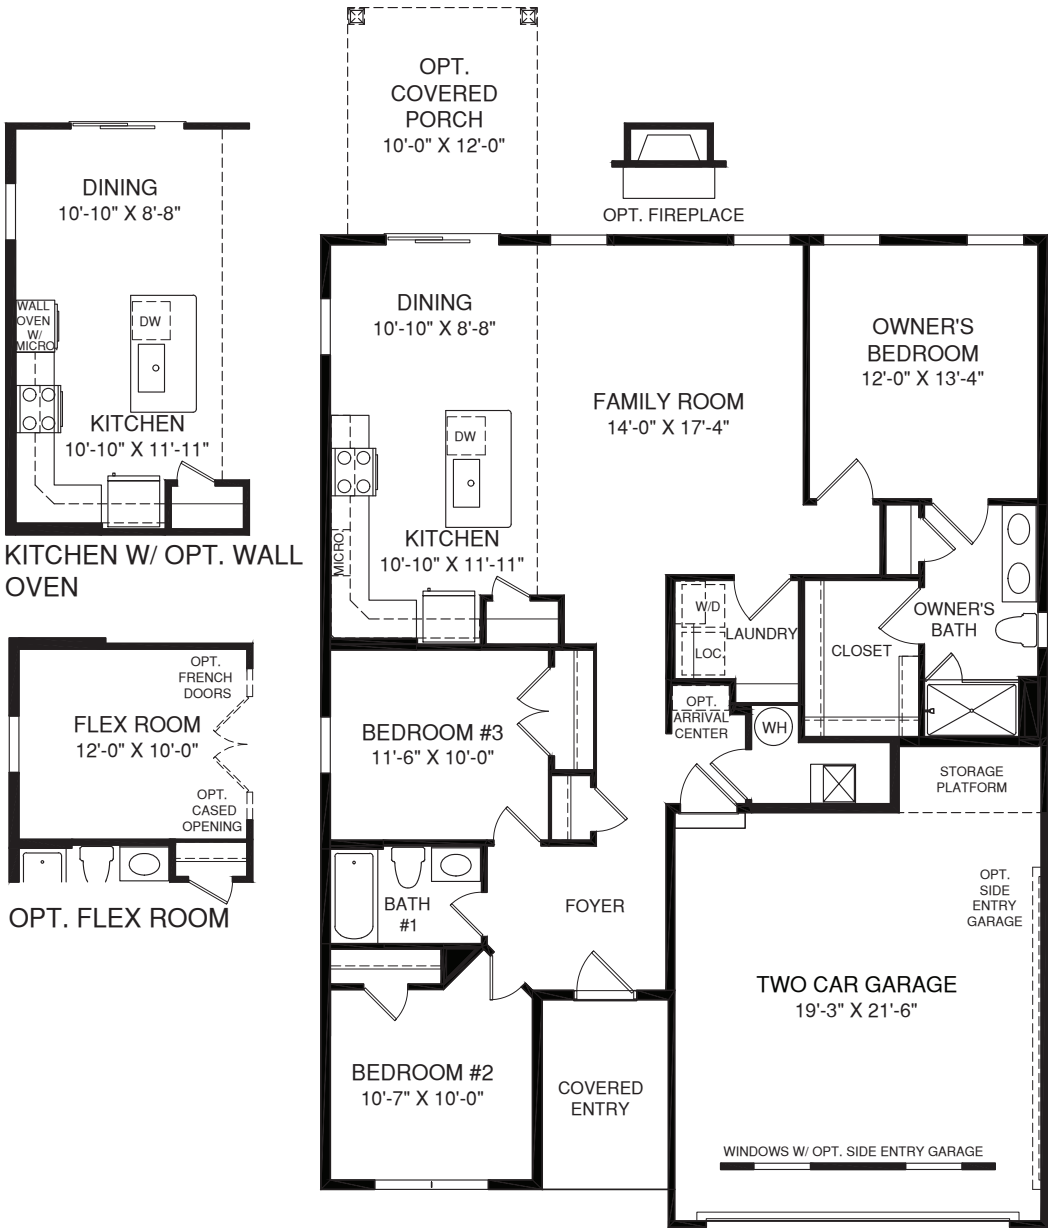 OPT.
COVERED
PORCH
10'-0" X 12'-0"
OPT. FIREPLACE
DINING
10'-10" X 8'-8"
WALL
OVEN
W/
MICRO
DW
KITCHEN
10'-10" X 11'-11"
KITCHEN W/ OPT. WALL
OVEN
OPT.
FRENCH
DOORS
FLEX ROOM
12'-0" X 10'-0"
OPT.
CASED
OPENING
OPT. FLEX ROOM
DINING
10'-10" X 8'-8"
OWNER'S
BEDROOM
12'-0" X 13'-4"
FAMILY ROOM
14'-0" X 17'-4"
DW
KITCHEN
10'-10" X 11'-11"
MICRO
W/D
LAUNDRY
LOC
OWNER'S
BATH
CLOSET
OPT.
ARRIVAL
CENTER
WH
BEDROOM #3
11'-6" X 10'-0"
STORAGE
PLATFORM
OPT.
SIDE
ENTRY
GARAGE
BATH
#1
FOYER
TWO CAR GARAGE
19'-3" X 21'-6"
BEDROOM #2
10'-7" X 10'-0"
COVERED
ENTRY
WINDOWS W/ OPT. SIDE ENTRY GARAGE